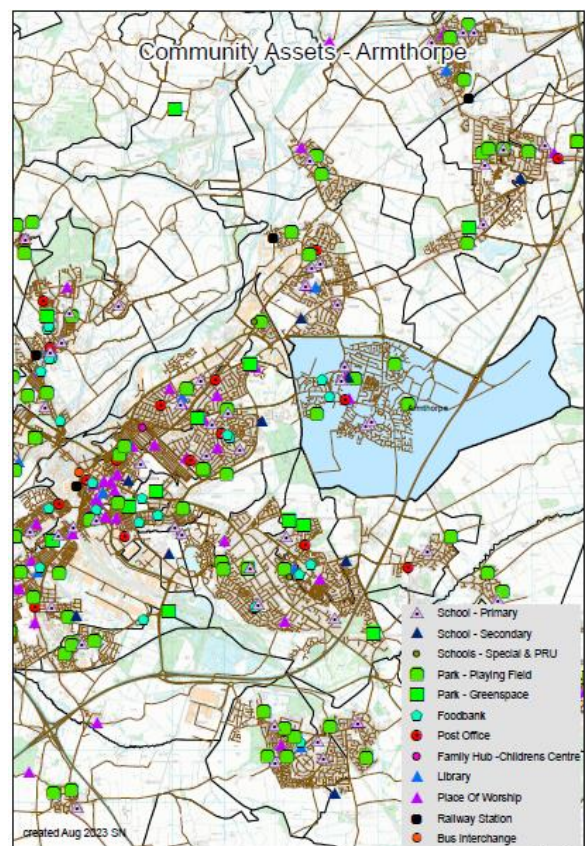 Community Assets - Armthorpe
Armthorpe
School - Primary
School - Secondary
Schools - Special & PRU
Park - Playing Field
Park - Greenspace
Foodbank
Post Office
Family Hub -Childrens Centre
Library
Place Of Worship
Railway Station
Bus Interchange
created Aug 2023 SN